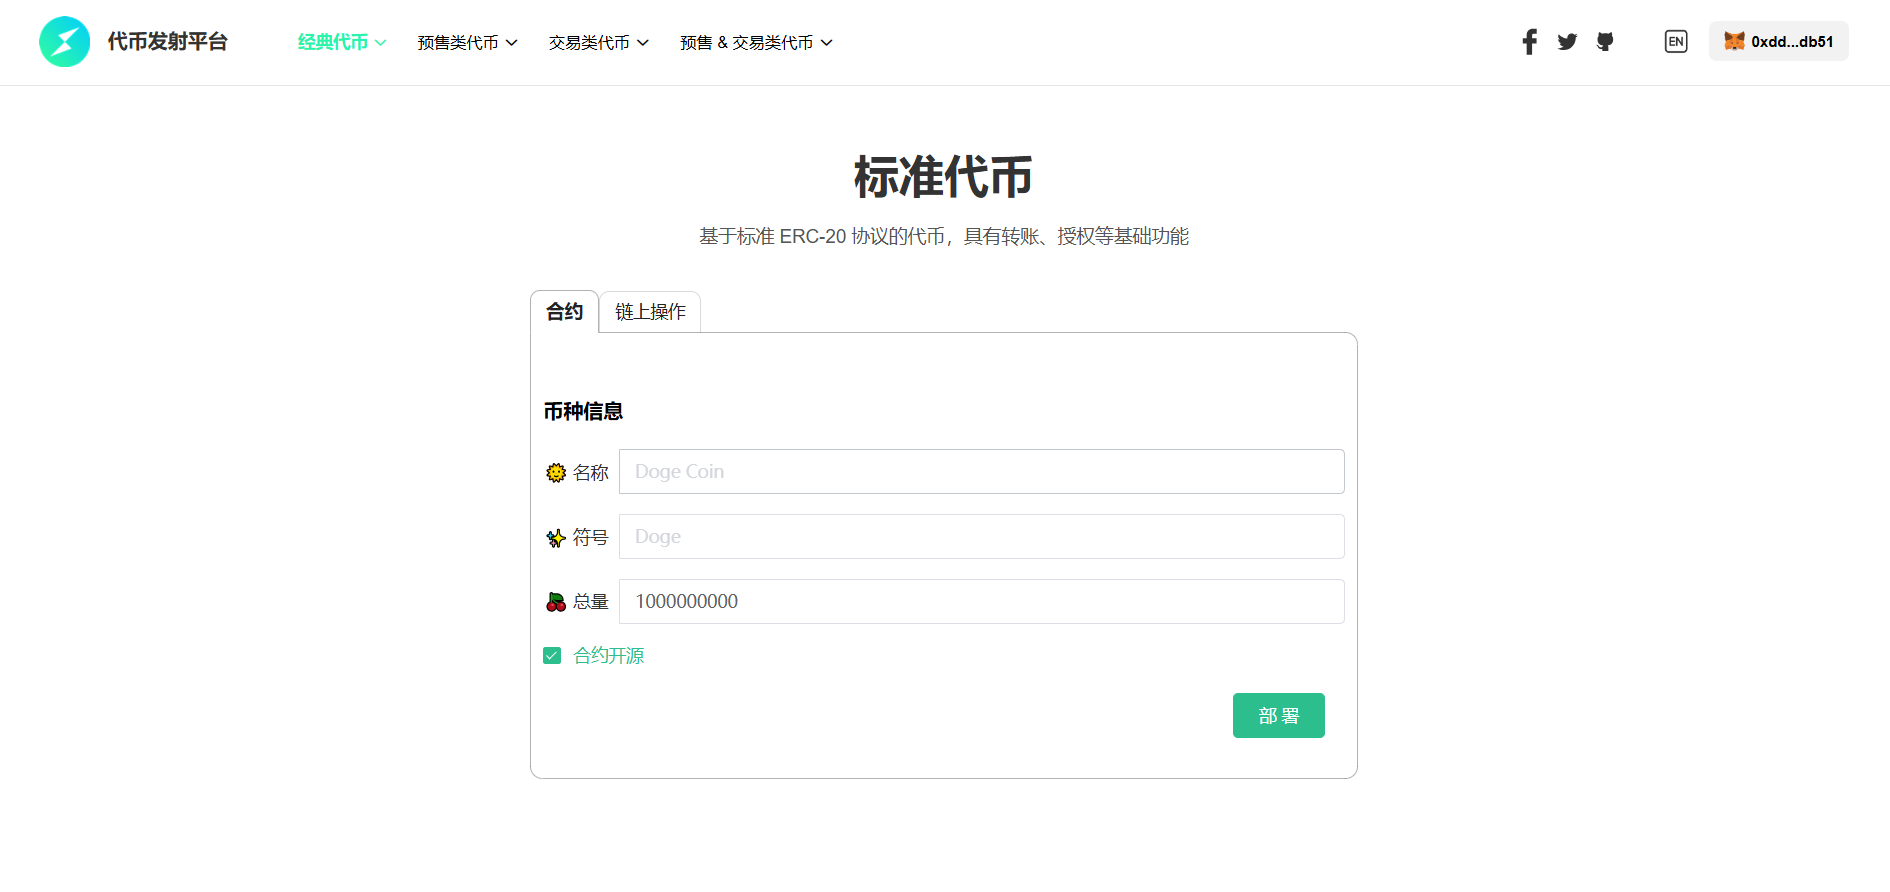 代币发射平台
经典代币
预售类代币
交易类代币
预售 & 交易类代币
EN
0xdd...db51
标准代币
基于标准 ERC-20 协议的代币，具有转账、授权等基础功能
合约
链上操作
币种信息
名称
Doge Coin
符号
Doge
总量
1000000000
合约开源
部 署